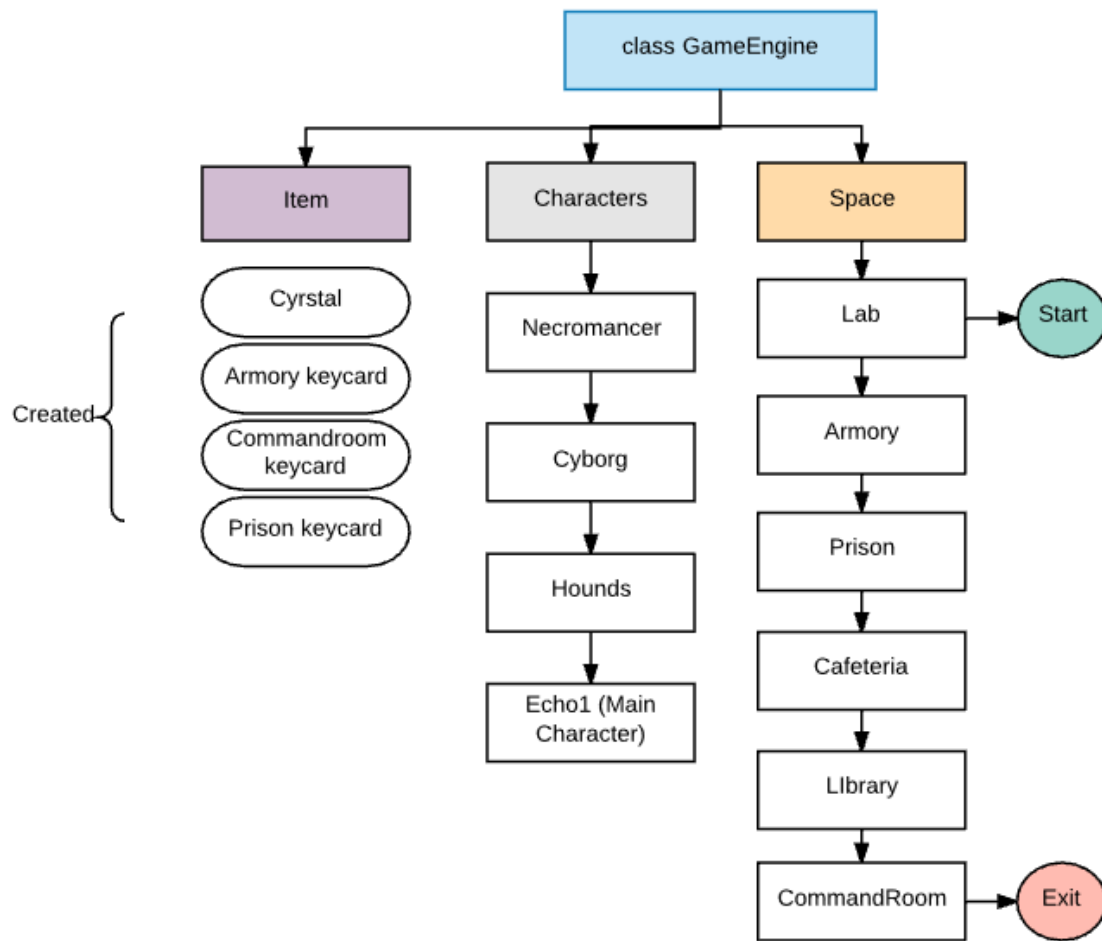 class GameEngine
Item
Characters
Space
Cyrstal
Armory keycard
Commandroom
keycard
Prison keycard
Created
Necromancer
Cyborg
Hounds
Echo1 (Main
Character)
Lab
Start
Armory
Prison
Cafeteria
LIbrary
CommandRoom
Exit